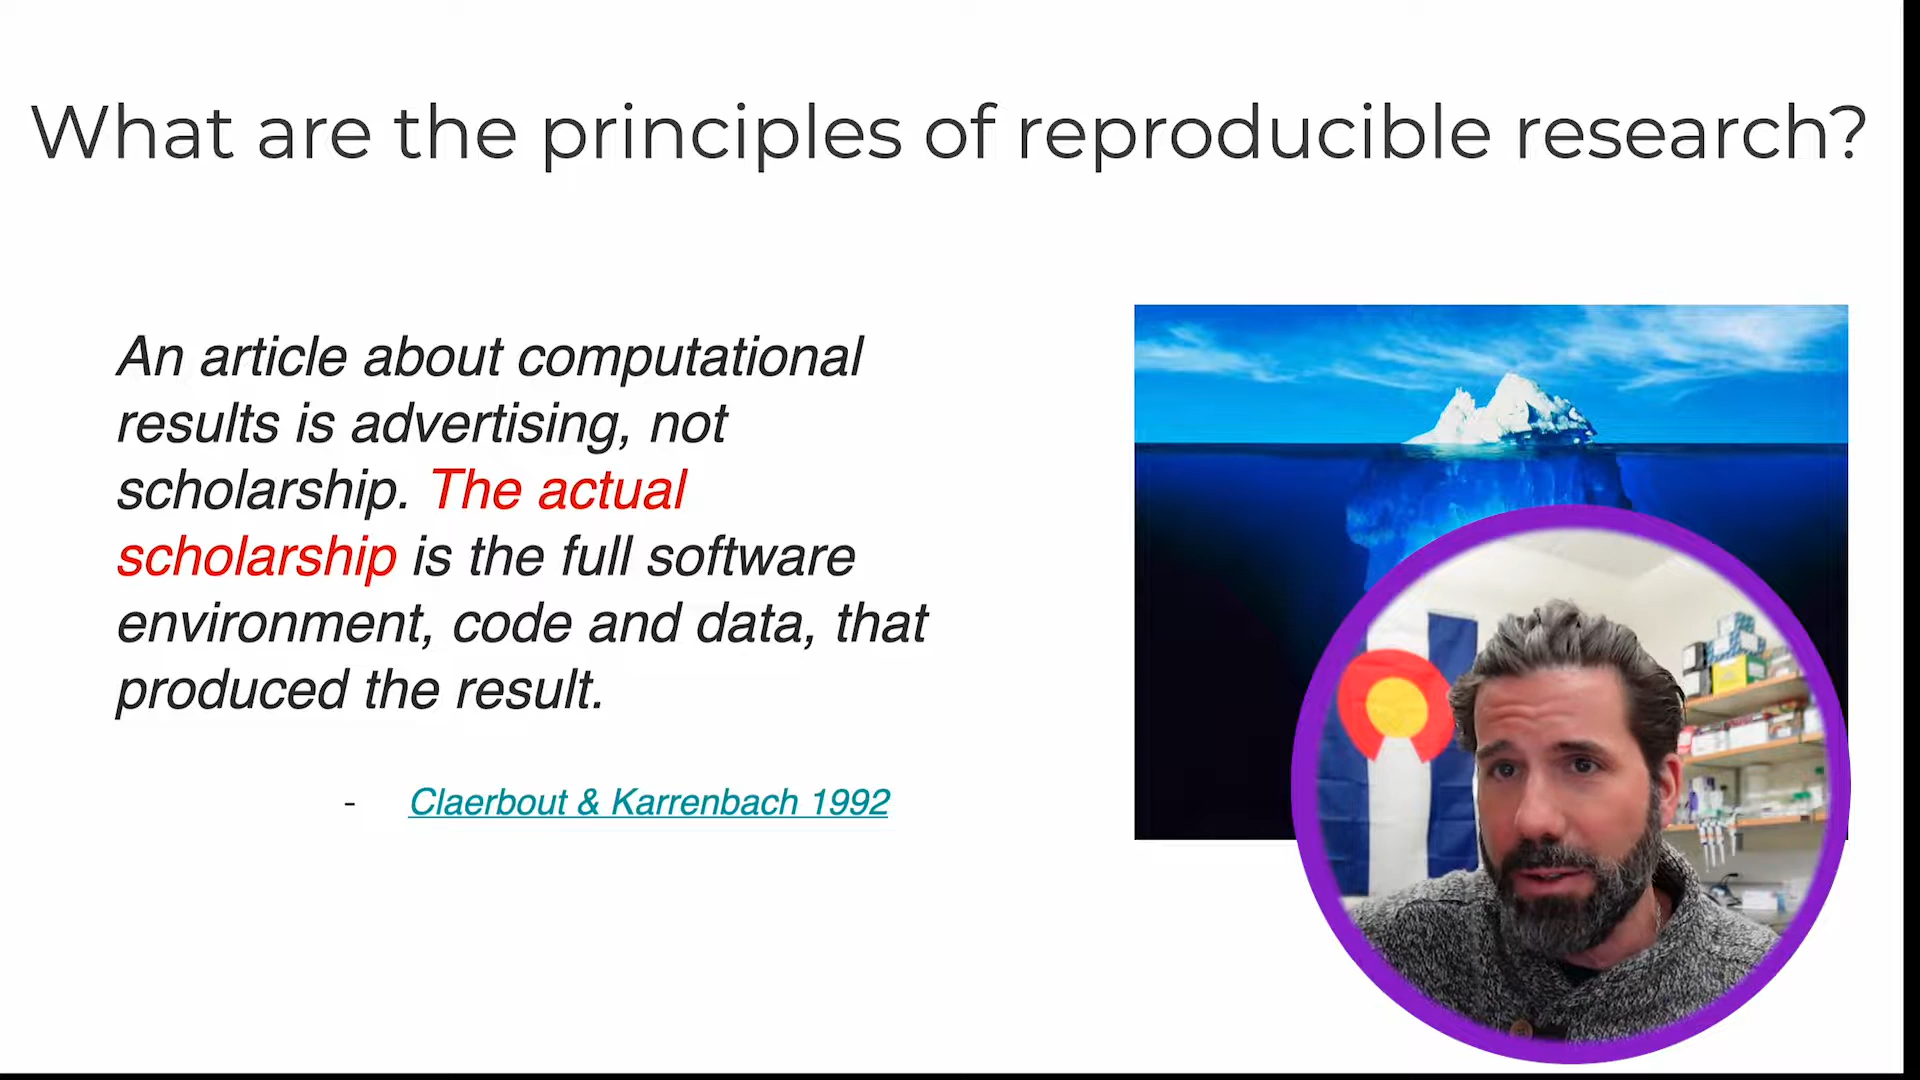 What are the principles of reproducible research?
An article about computational
results is advertising, not
scholarship. The actual
scholarship is the full software
environment, code and data, that
produced the result.
- Claerbout & Karrenbach 1992